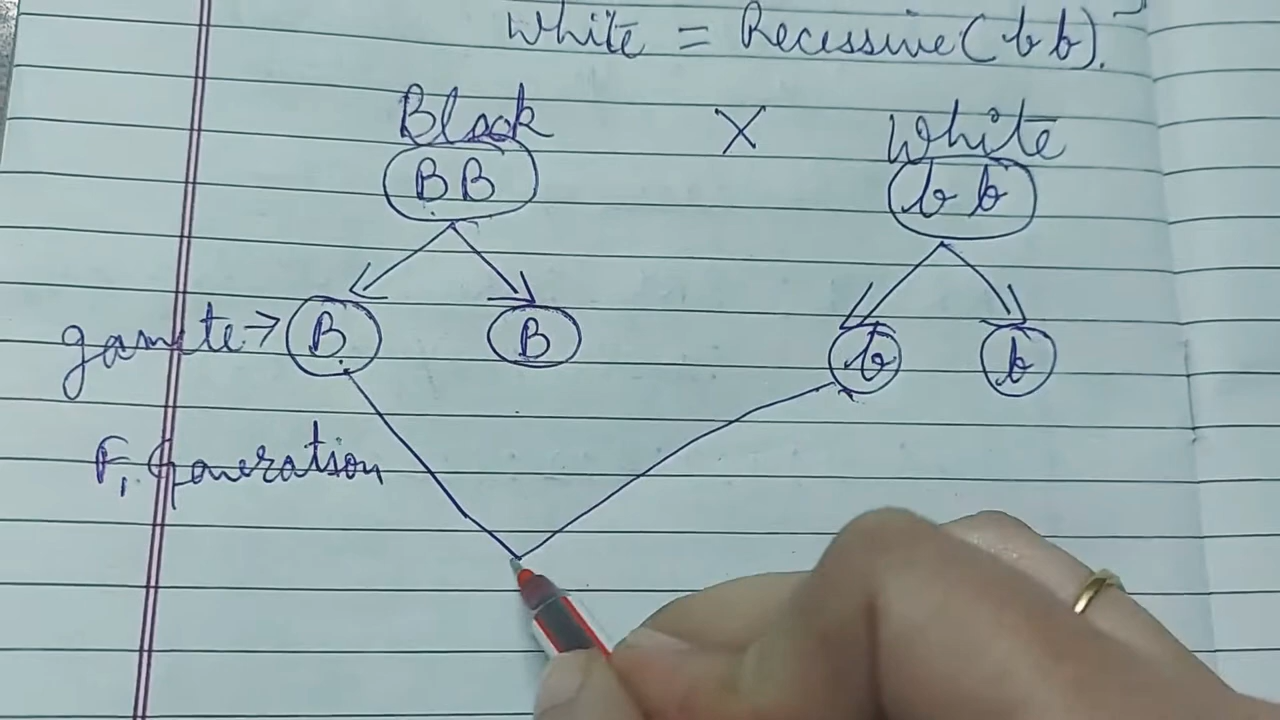 White = Recessive (bb).
Black X White
BB bb
gamete → B B b b
F1 Generation